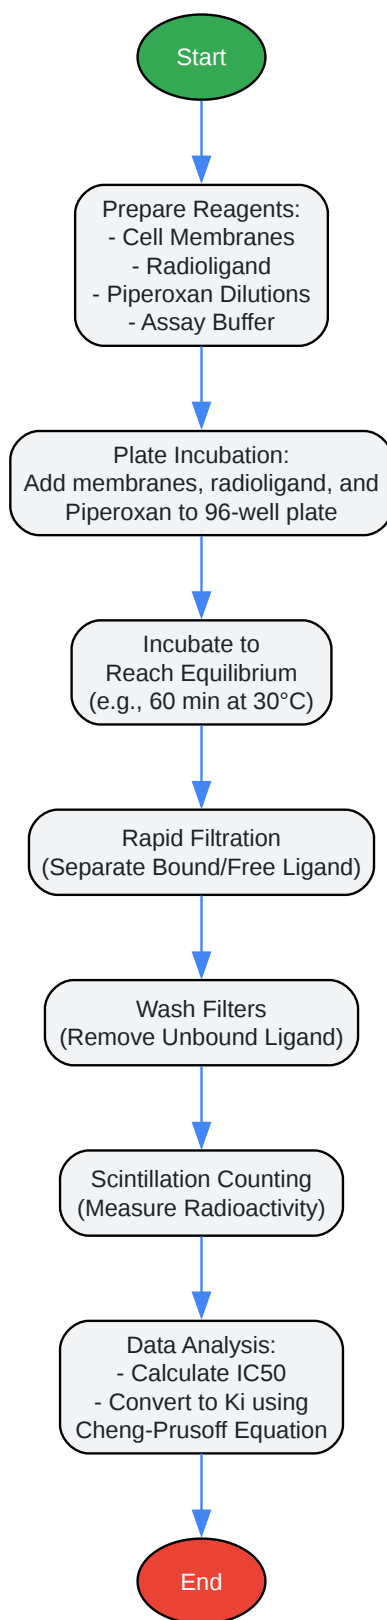 Start
Prepare Reagents:
- Cell Membranes
- Radioligand
- Piperoxan Dilutions
- Assay Buffer
Plate Incubation:
Add membranes, radioligand, and
Piperoxan to 96-well plate
Incubate to
Reach Equilibrium
(e.g., 60 min at 30°C)
Rapid Filtration
(Separate Bound/Free Ligand)
Wash Filters
(Remove Unbound Ligand)
Scintillation Counting
(Measure Radioactivity)
Data Analysis:
- Calculate IC50
- Convert to Ki using
Cheng-Prusoff Equation
End